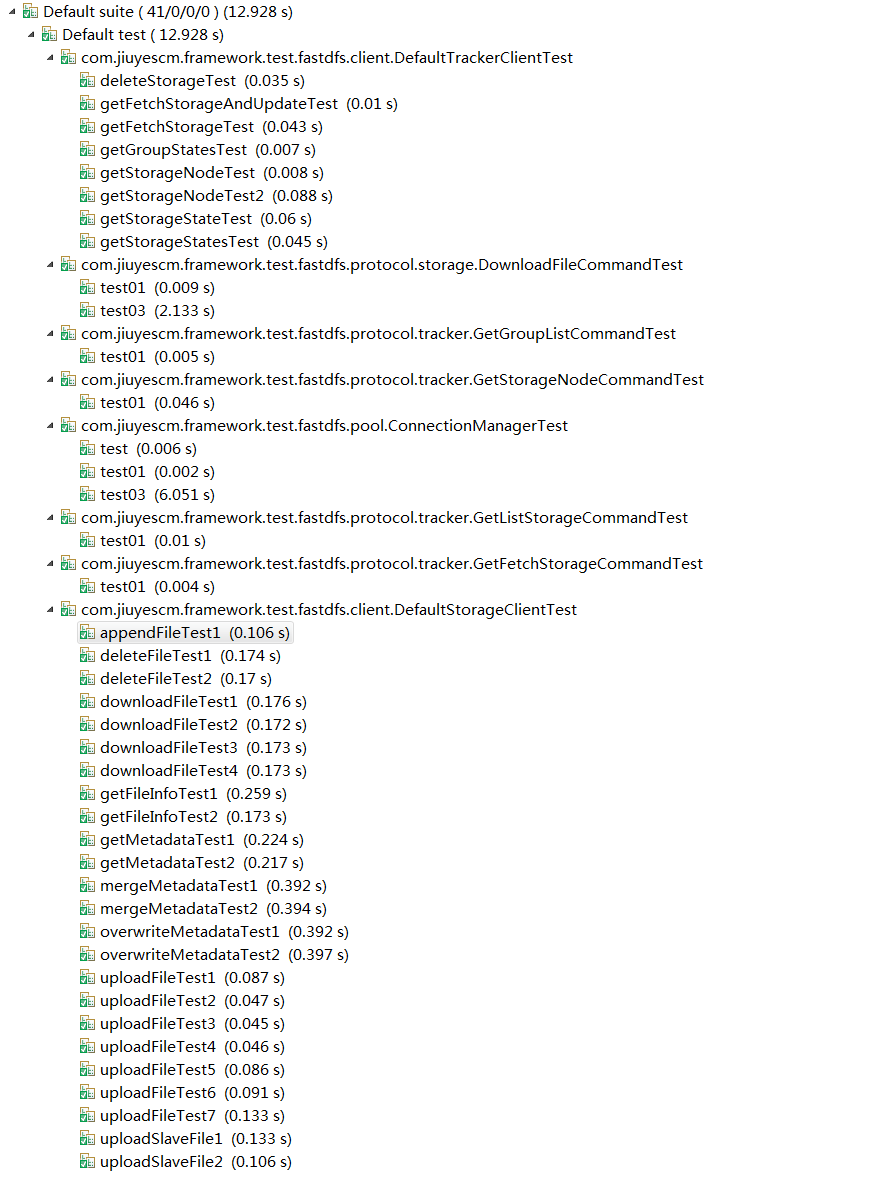 Default suite ( 41/0/0/0 ) (12.928 s)
Default test ( 12.928 s)
com.jiuyescm.framework.test.fastdfs.client.DefaultTrackerClientTest
deleteStorageTest (0.035 s)
getFetchStorageAndUpdateTest (0.01 s)
getFetchStorageTest (0.043 s)
getGroupStatesTest (0.007 s)
getStorageNodeTest (0.008 s)
getStorageNodeTest2 (0.088 s)
getStorageStateTest (0.06 s)
getStorageStatesTest (0.045 s)
com.jiuyescm.framework.test.fastdfs.protocol.storage.DownloadFileCommandTest
test01 (0.009 s)
test03 (2.133 s)
com.jiuyescm.framework.test.fastdfs.protocol.tracker.GetGroupListCommandTest
test01 (0.005 s)
com.jiuyescm.framework.test.fastdfs.protocol.tracker.GetStorageNodeCommandTest
test01 (0.046 s)
com.jiuyescm.framework.test.fastdfs.pool.ConnectionManagerTest
test (0.006 s)
test01 (0.002 s)
test03 (6.051 s)
com.jiuyescm.framework.test.fastdfs.protocol.tracker.GetListStorageCommandTest
test01 (0.01 s)
com.jiuyescm.framework.test.fastdfs.protocol.tracker.GetFetchStorageCommandTest
test01 (0.004 s)
com.jiuyescm.framework.test.fastdfs.client.DefaultStorageClientTest
appendFileTest1 (0.106 s)
deleteFileTest1 (0.174 s)
deleteFileTest2 (0.17 s)
downloadFileTest1 (0.176 s)
downloadFileTest2 (0.172 s)
downloadFileTest3 (0.173 s)
downloadFileTest4 (0.173 s)
getFileInfoTest1 (0.259 s)
getFileInfoTest2 (0.173 s)
getMetadataTest1 (0.224 s)
getMetadataTest2 (0.217 s)
mergeMetadataTest1 (0.392 s)
mergeMetadataTest2 (0.394 s)
overwriteMetadataTest1 (0.392 s)
overwriteMetadataTest2 (0.397 s)
uploadFileTest1 (0.087 s)
uploadFileTest2 (0.047 s)
uploadFileTest3 (0.045 s)
uploadFileTest4 (0.046 s)
uploadFileTest5 (0.086 s)
uploadFileTest6 (0.091 s)
uploadFileTest7 (0.133 s)
uploadSlaveFile1 (0.133 s)
uploadSlaveFile2 (0.106 s)